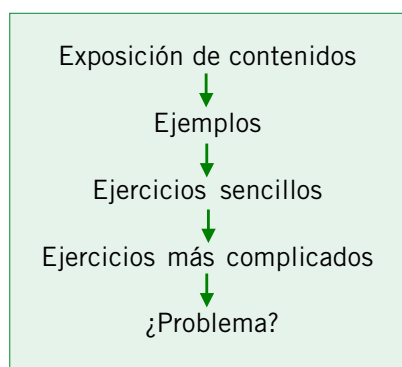 Exposición de contenidos
Ejemplos
Ejercicios sencillos
Ejercicios más complicados
¿Problema?